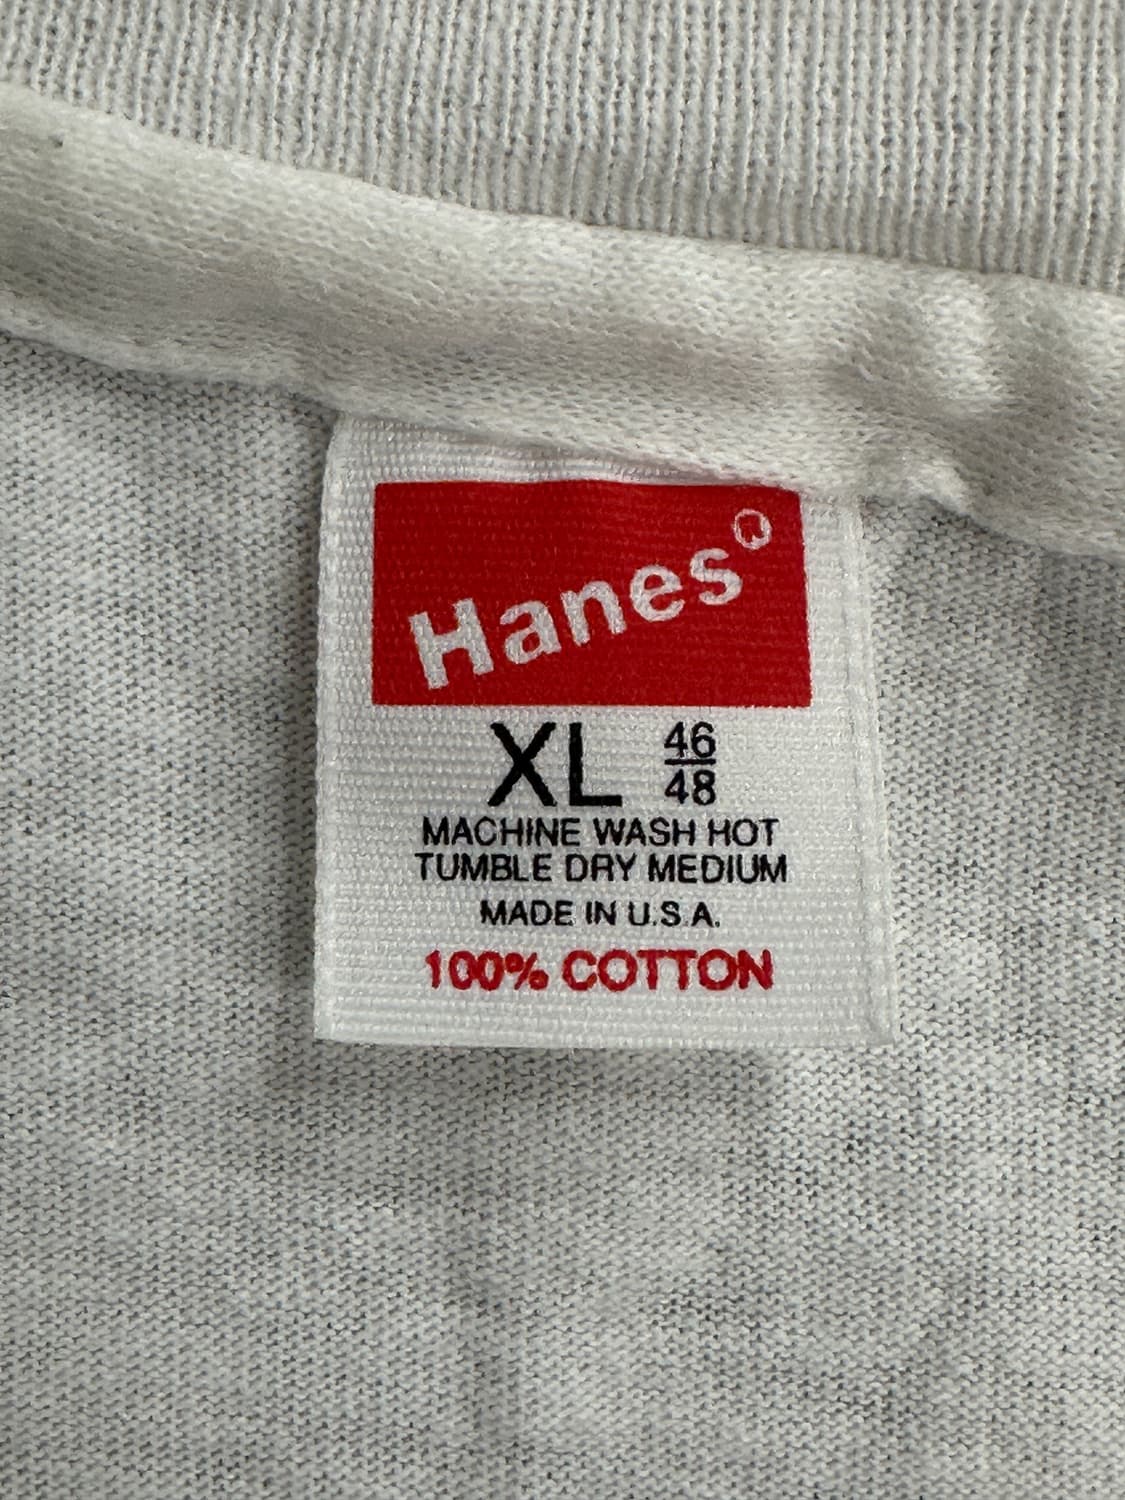 Hanes®
XL 46/48
MACHINE WASH HOT
TUMBLE DRY MEDIUM
MADE IN U.S.A.
100% COTTON